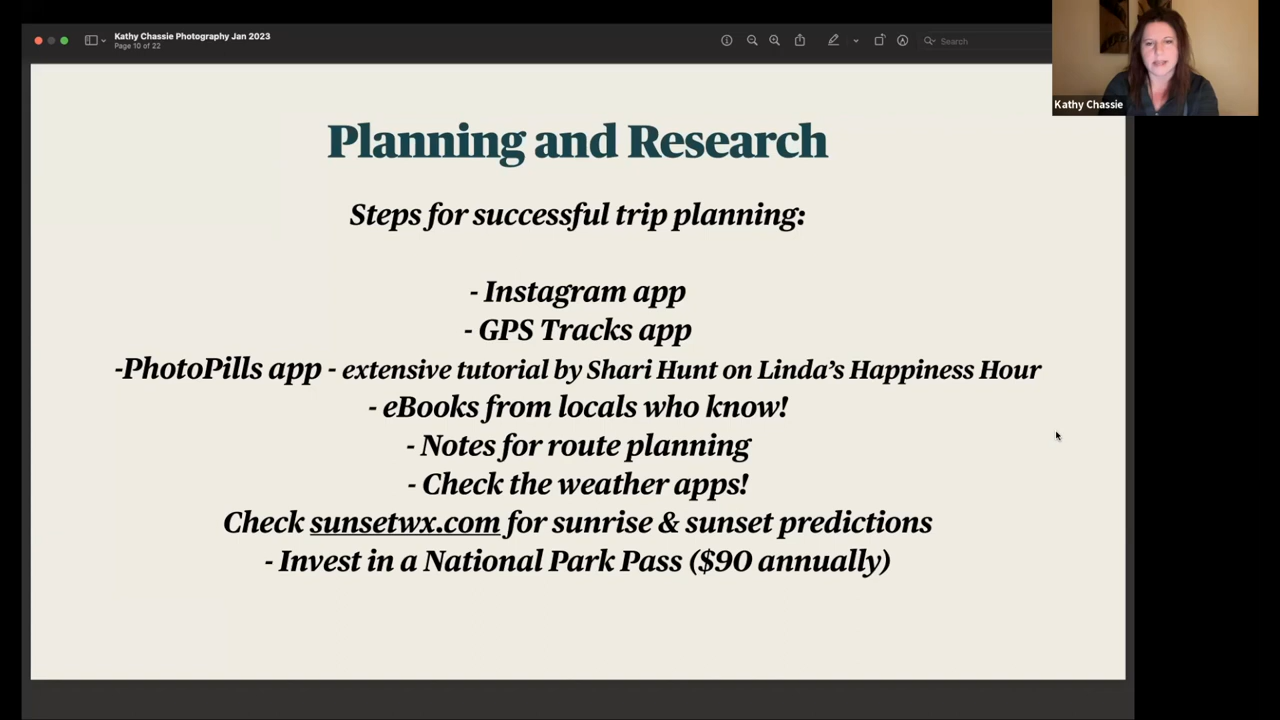 Kathy Chassie Photography Jan 2023
Page 10 of 22
Search
Kathy Chassie
Planning and Research
Steps for successful trip planning:
- Instagram app
- GPS Tracks app
-PhotoPills app - extensive tutorial by Shari Hunt on Linda’s Happiness Hour
- eBooks from locals who know!
- Notes for route planning
- Check the weather apps!
Check sunsetwx.com for sunrise & sunset predictions
- Invest in a National Park Pass ($90 annually)